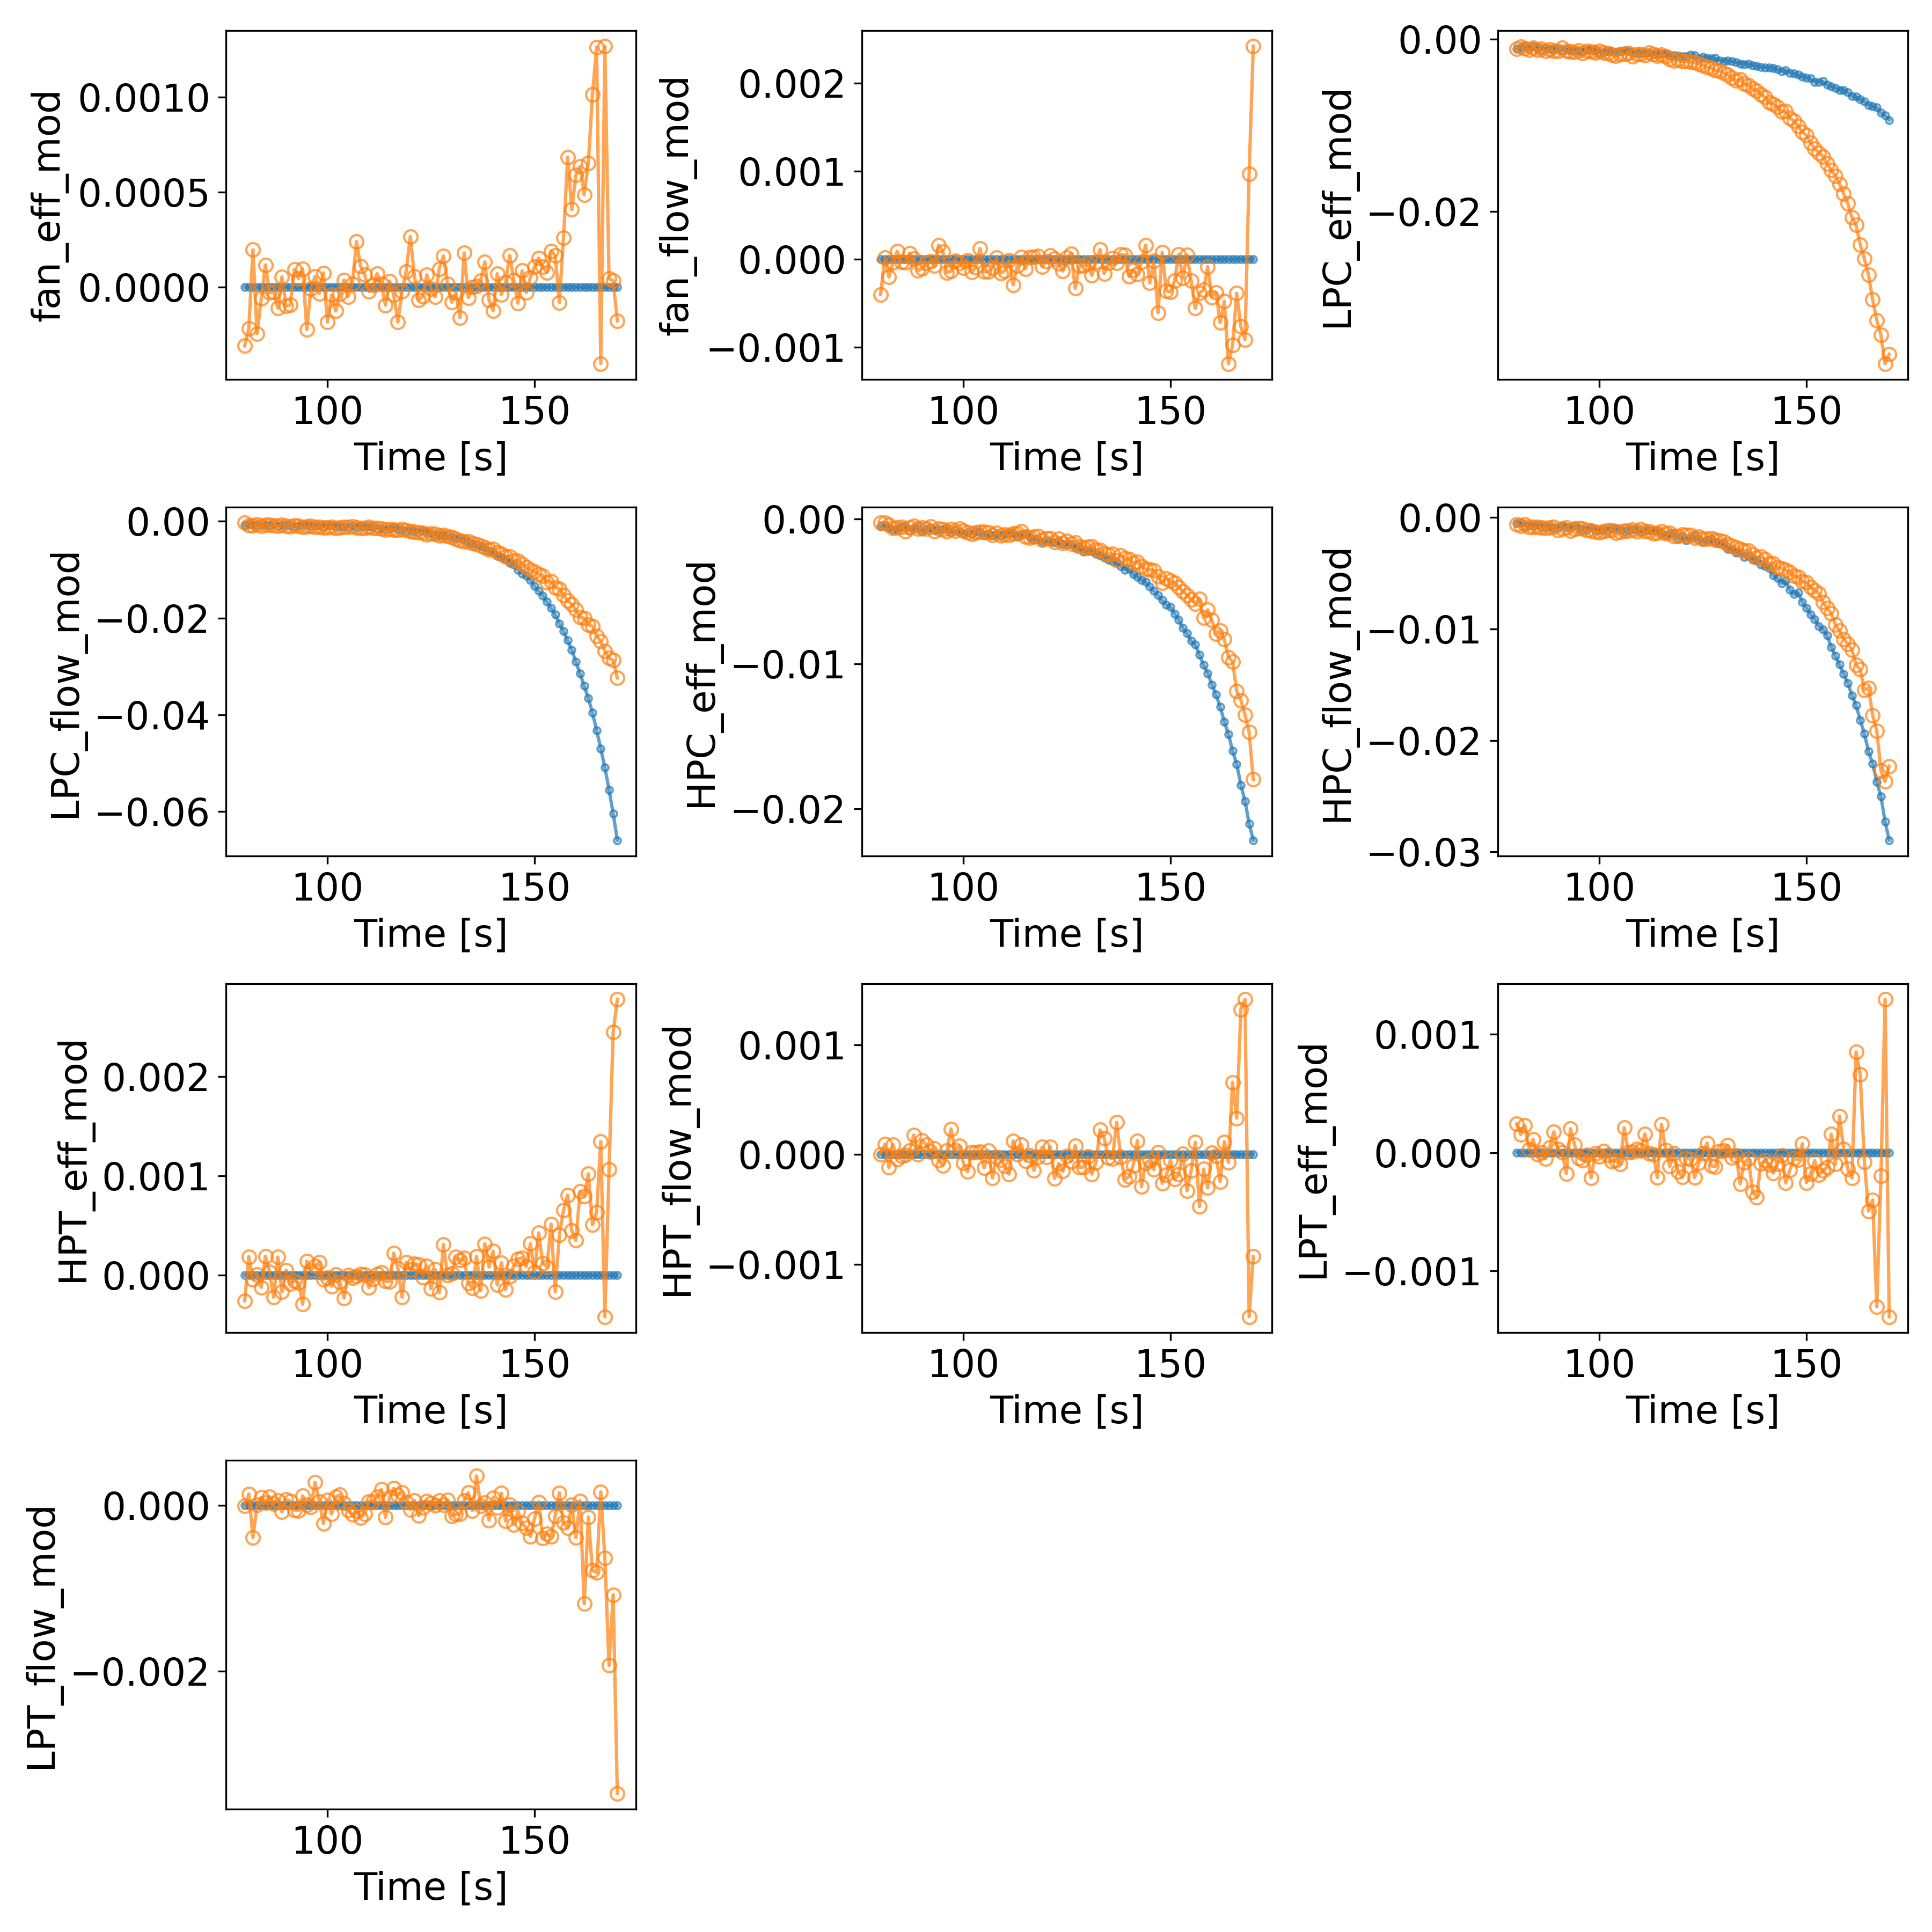 fan_eff_mod
0.0010
0.0005
0.0000
100 150
Time [s]
fan_flow_mod
0.002
0.001
0.000
−0.001
100 150
Time [s]
LPC_eff_mod
0.00
−0.02
100 150
Time [s]
LPC_flow_mod
0.00
−0.02
−0.04
−0.06
100 150
Time [s]
HPC_eff_mod
0.00
−0.01
−0.02
100 150
Time [s]
HPC_flow_mod
0.00
−0.01
−0.02
−0.03
100 150
Time [s]
HPT_eff_mod
0.002
0.001
0.000
100 150
Time [s]
HPT_flow_mod
0.001
0.000
−0.001
100 150
Time [s]
LPT_eff_mod
0.001
0.000
−0.001
100 150
Time [s]
LPT_flow_mod
0.000
−0.002
100 150
Time [s]